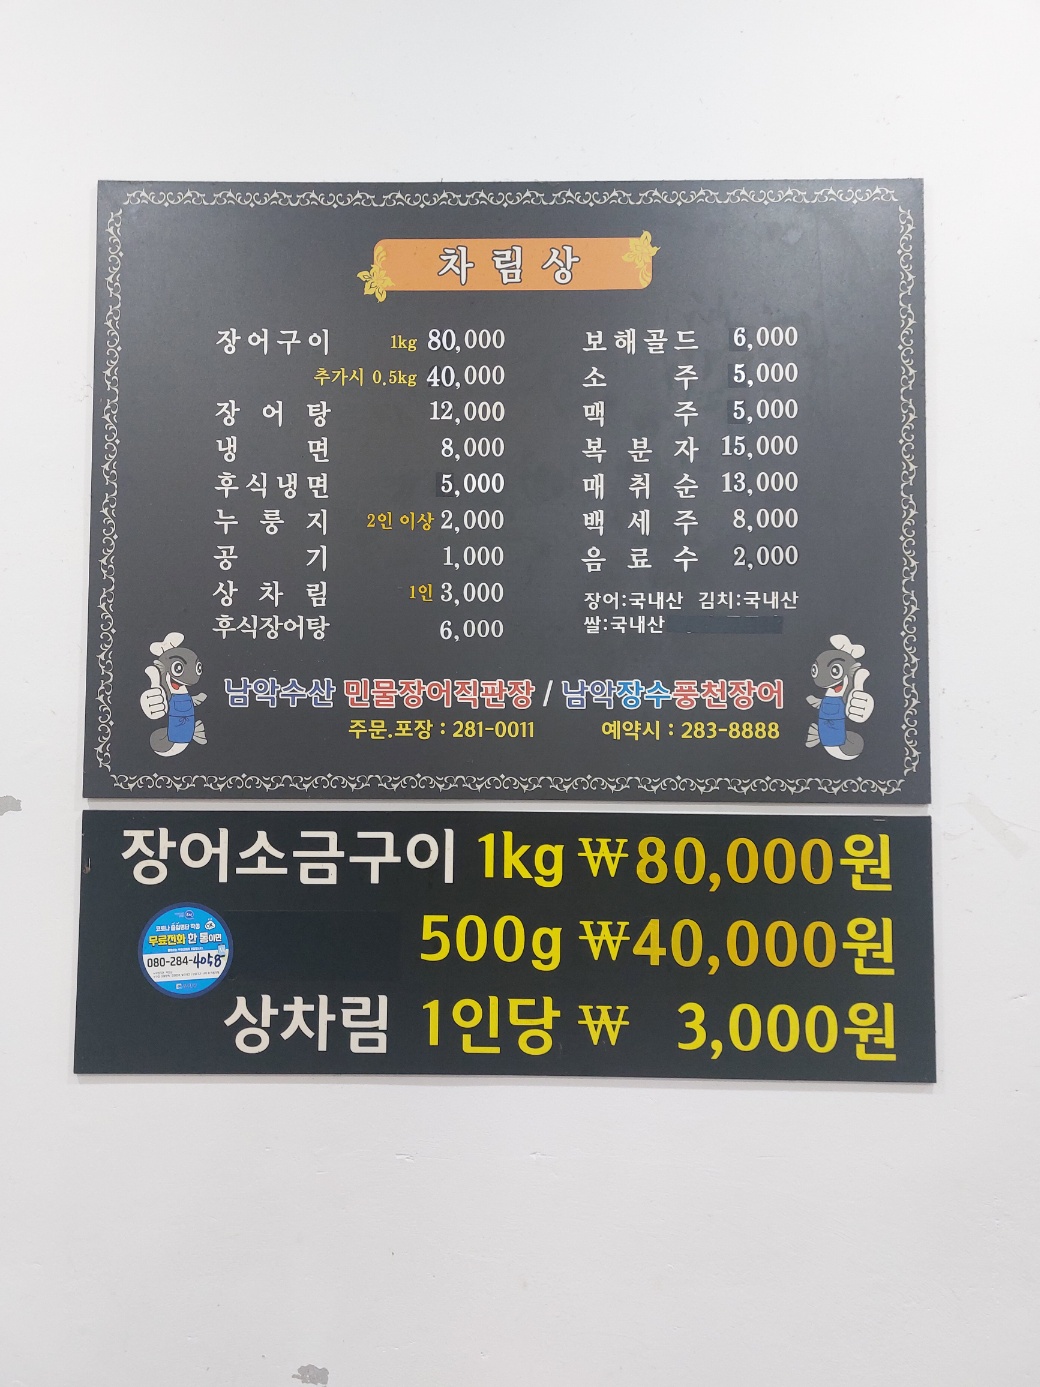 차림상
장어구이 1kg 80,000
추가시 0.5kg 40,000
장어탕 12,000
냉면 8,000
후식냉면 5,000
누룽지 2인 이상 2,000
공기 1,000
상차림 1인 3,000
후식장어탕 6,000
보해골드 6,000
소주 5,000
맥주 5,000
복분자 15,000
매취순 13,000
백세주 8,000
음료수 2,000
장어:국내산 김치:국내산
쌀:국내산
남악수산 민물장어직판장 / 남악장수풍천장어
주문.포장 : 281-0011 예약시 : 283-8888
장어소금구이 1kg ₩80,000원
500g ₩40,000원
무료전화 한 통이면
080-284-4058
상차림 1인당 ₩ 3,000원